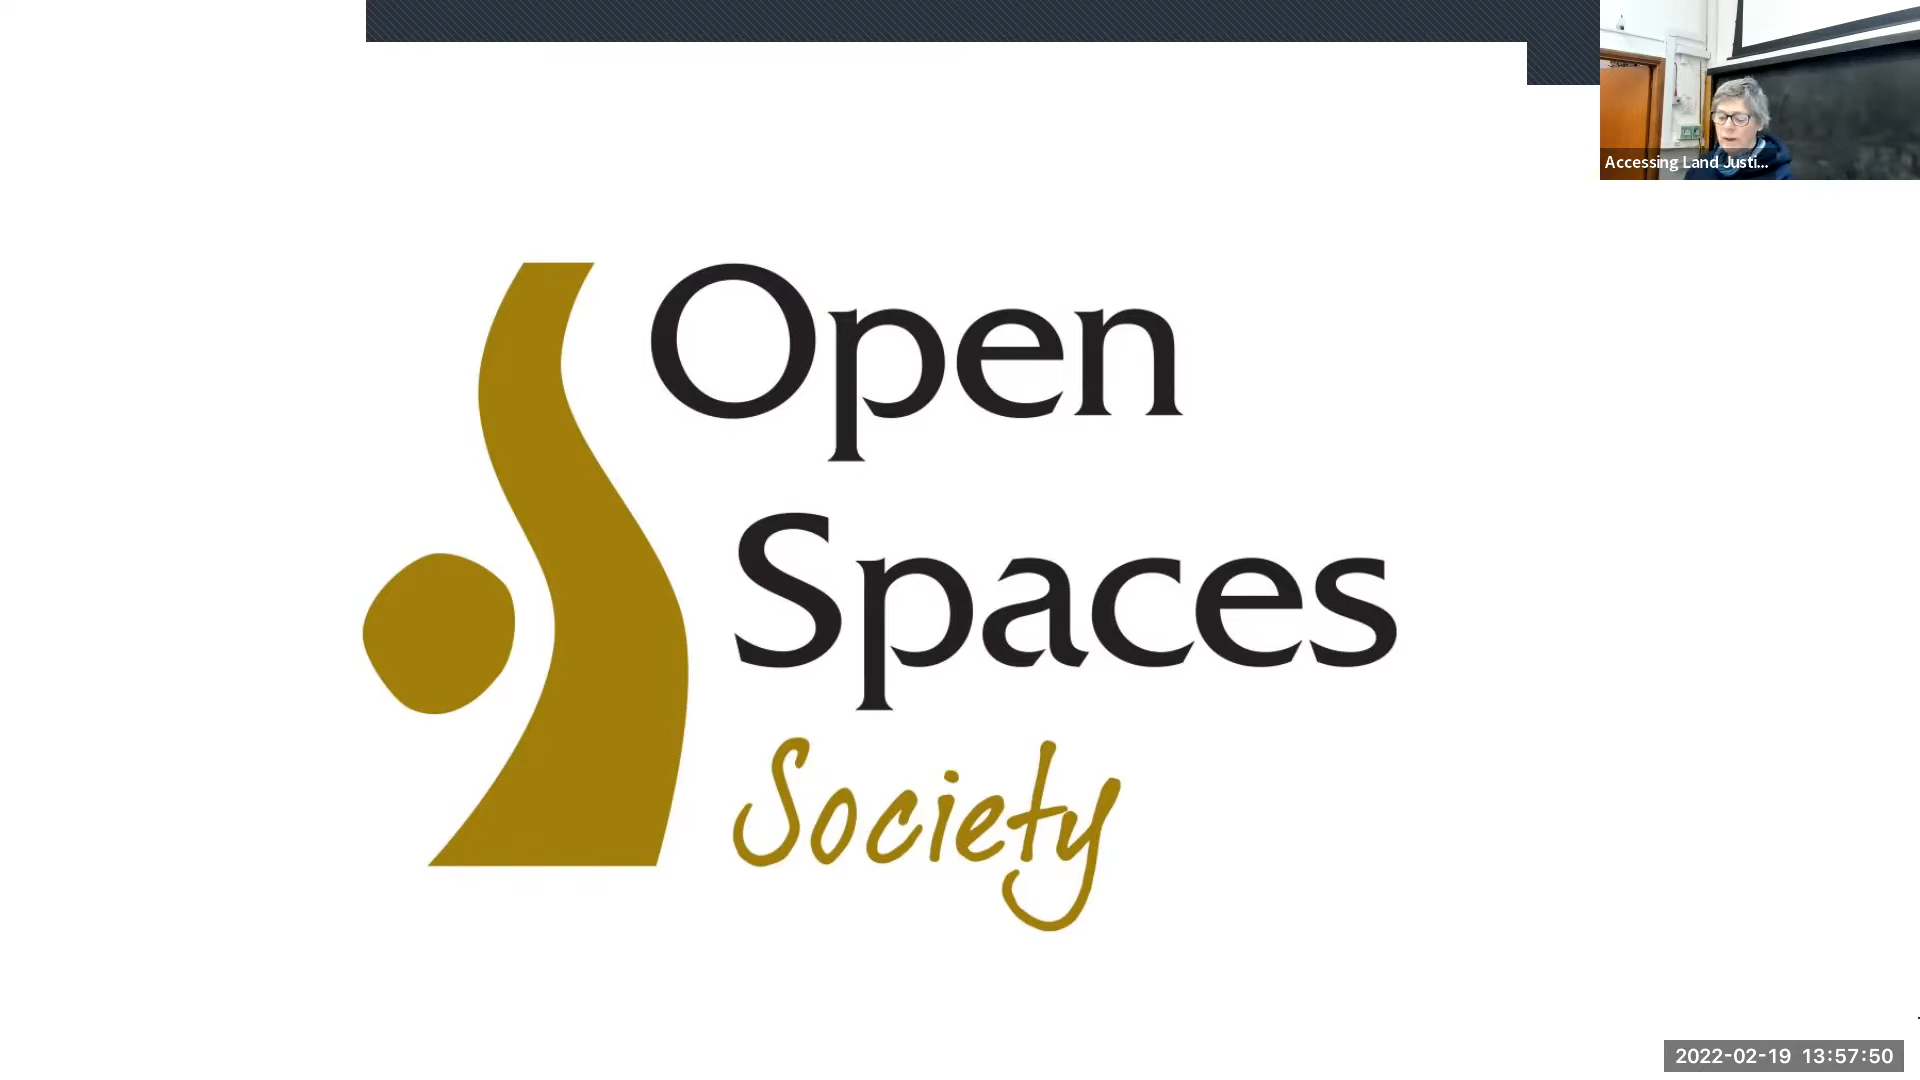 Accessing Land Justi...
Open
Spaces
Society
2022-02-19 13:57:50